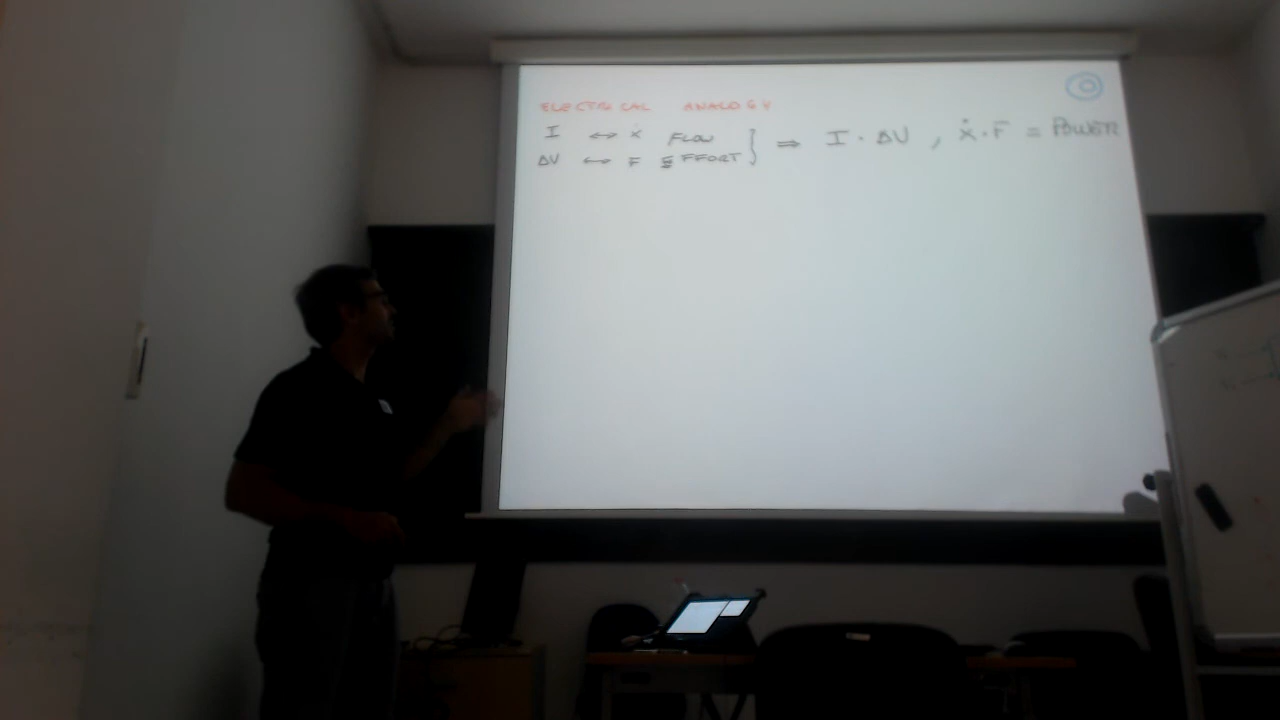 ELECTRICAL ANALOGY
I ↔ ẋ FLOW } ⇒ I · ΔV , ẋ · F = POWER
ΔV ↔ F EFFORT